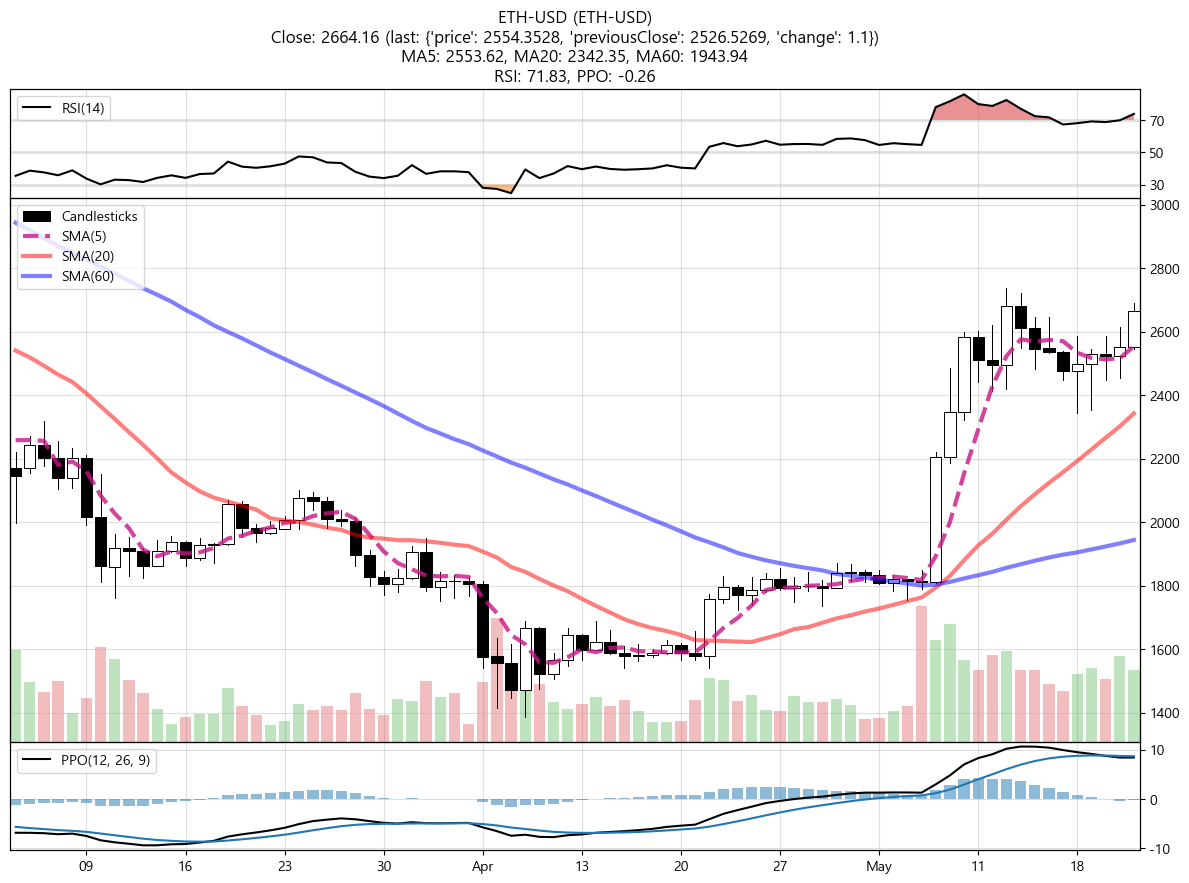 ETH-USD (ETH-USD)
Close: 2664.16 (last: {'price': 2554.3528, 'previousClose': 2526.5269, 'change': 1.1})
MA5: 2553.62, MA20: 2342.35, MA60: 1943.94
RSI: 71.83, PPO: -0.26
RSI(14)
70
50
30
Candlesticks
SMA(5)
SMA(20)
SMA(60)
3000
2800
2600
2400
2200
2000
1800
1600
1400
PPO(12, 26, 9)
10
0
-10
09 16 23 30 Apr 13 20 27 May 11 18